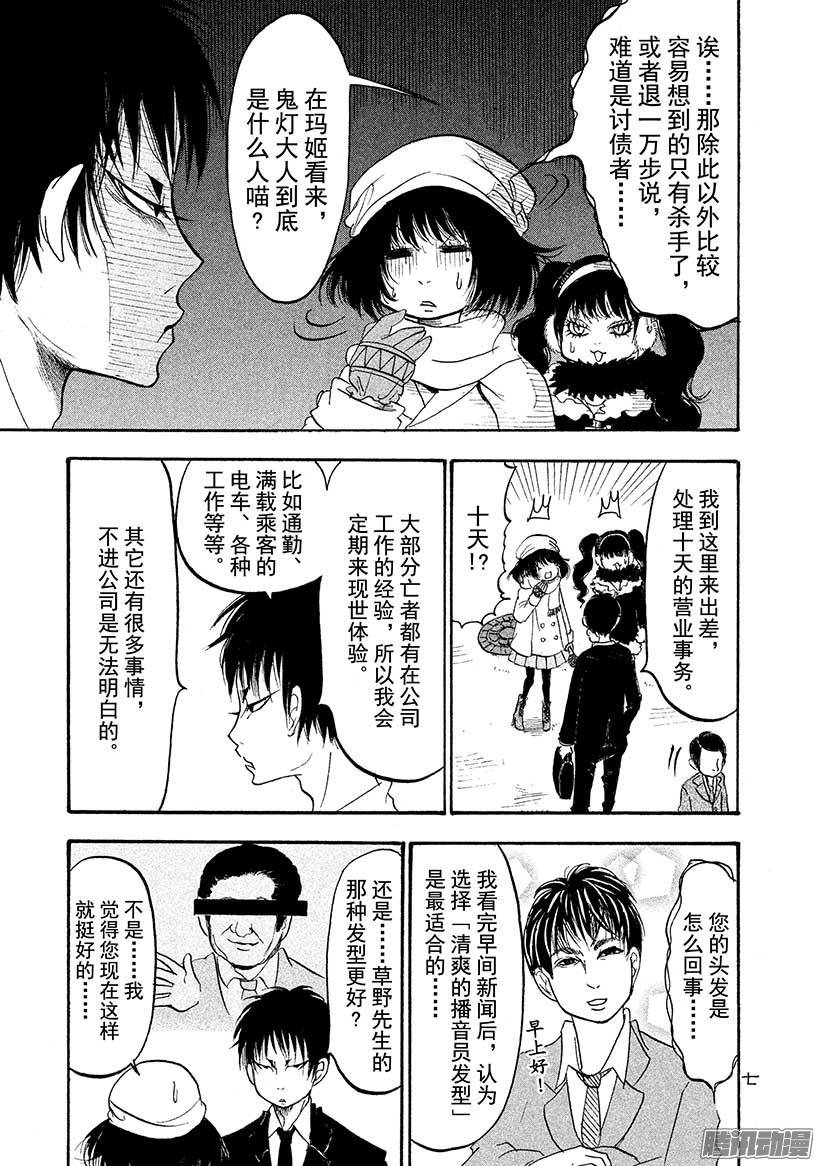 诶……那除此以外比较
容易想到的只有杀手了，
或者退一万步说，
难道是讨债者……
在玛姬看来，
鬼灯大人到底
是什么人喵？
我到这里来出差，
处理十天的营业事务。
十天!?
大部分亡者都有在公司
工作的经验，所以我会
定期来现世体验。
比如通勤、
满载乘客的
电车、各种
工作等等。
其它还有很多事情，
不进公司是无法明白的。
您的头发是
怎么回事……
我看完早间新闻后，认为
选择「清爽的播音员发型」
是最适合的……
早上好！
还是……草野先生的
那种发型更好？
不是……我
觉得您现在这样
就挺好的……
七
腾讯动漫